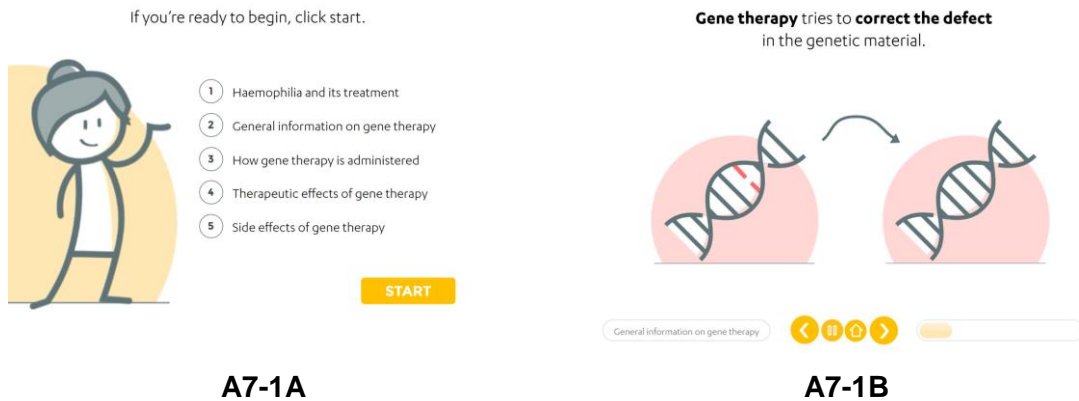 If you're ready to begin, click start.
1 Haemophilia and its treatment
2 General information on gene therapy
3 How gene therapy is administered
4 Therapeutic effects of gene therapy
5 Side effects of gene therapy
START
A7-1A
Gene therapy tries to correct the defect
in the genetic material.
General information on gene therapy
A7-1B